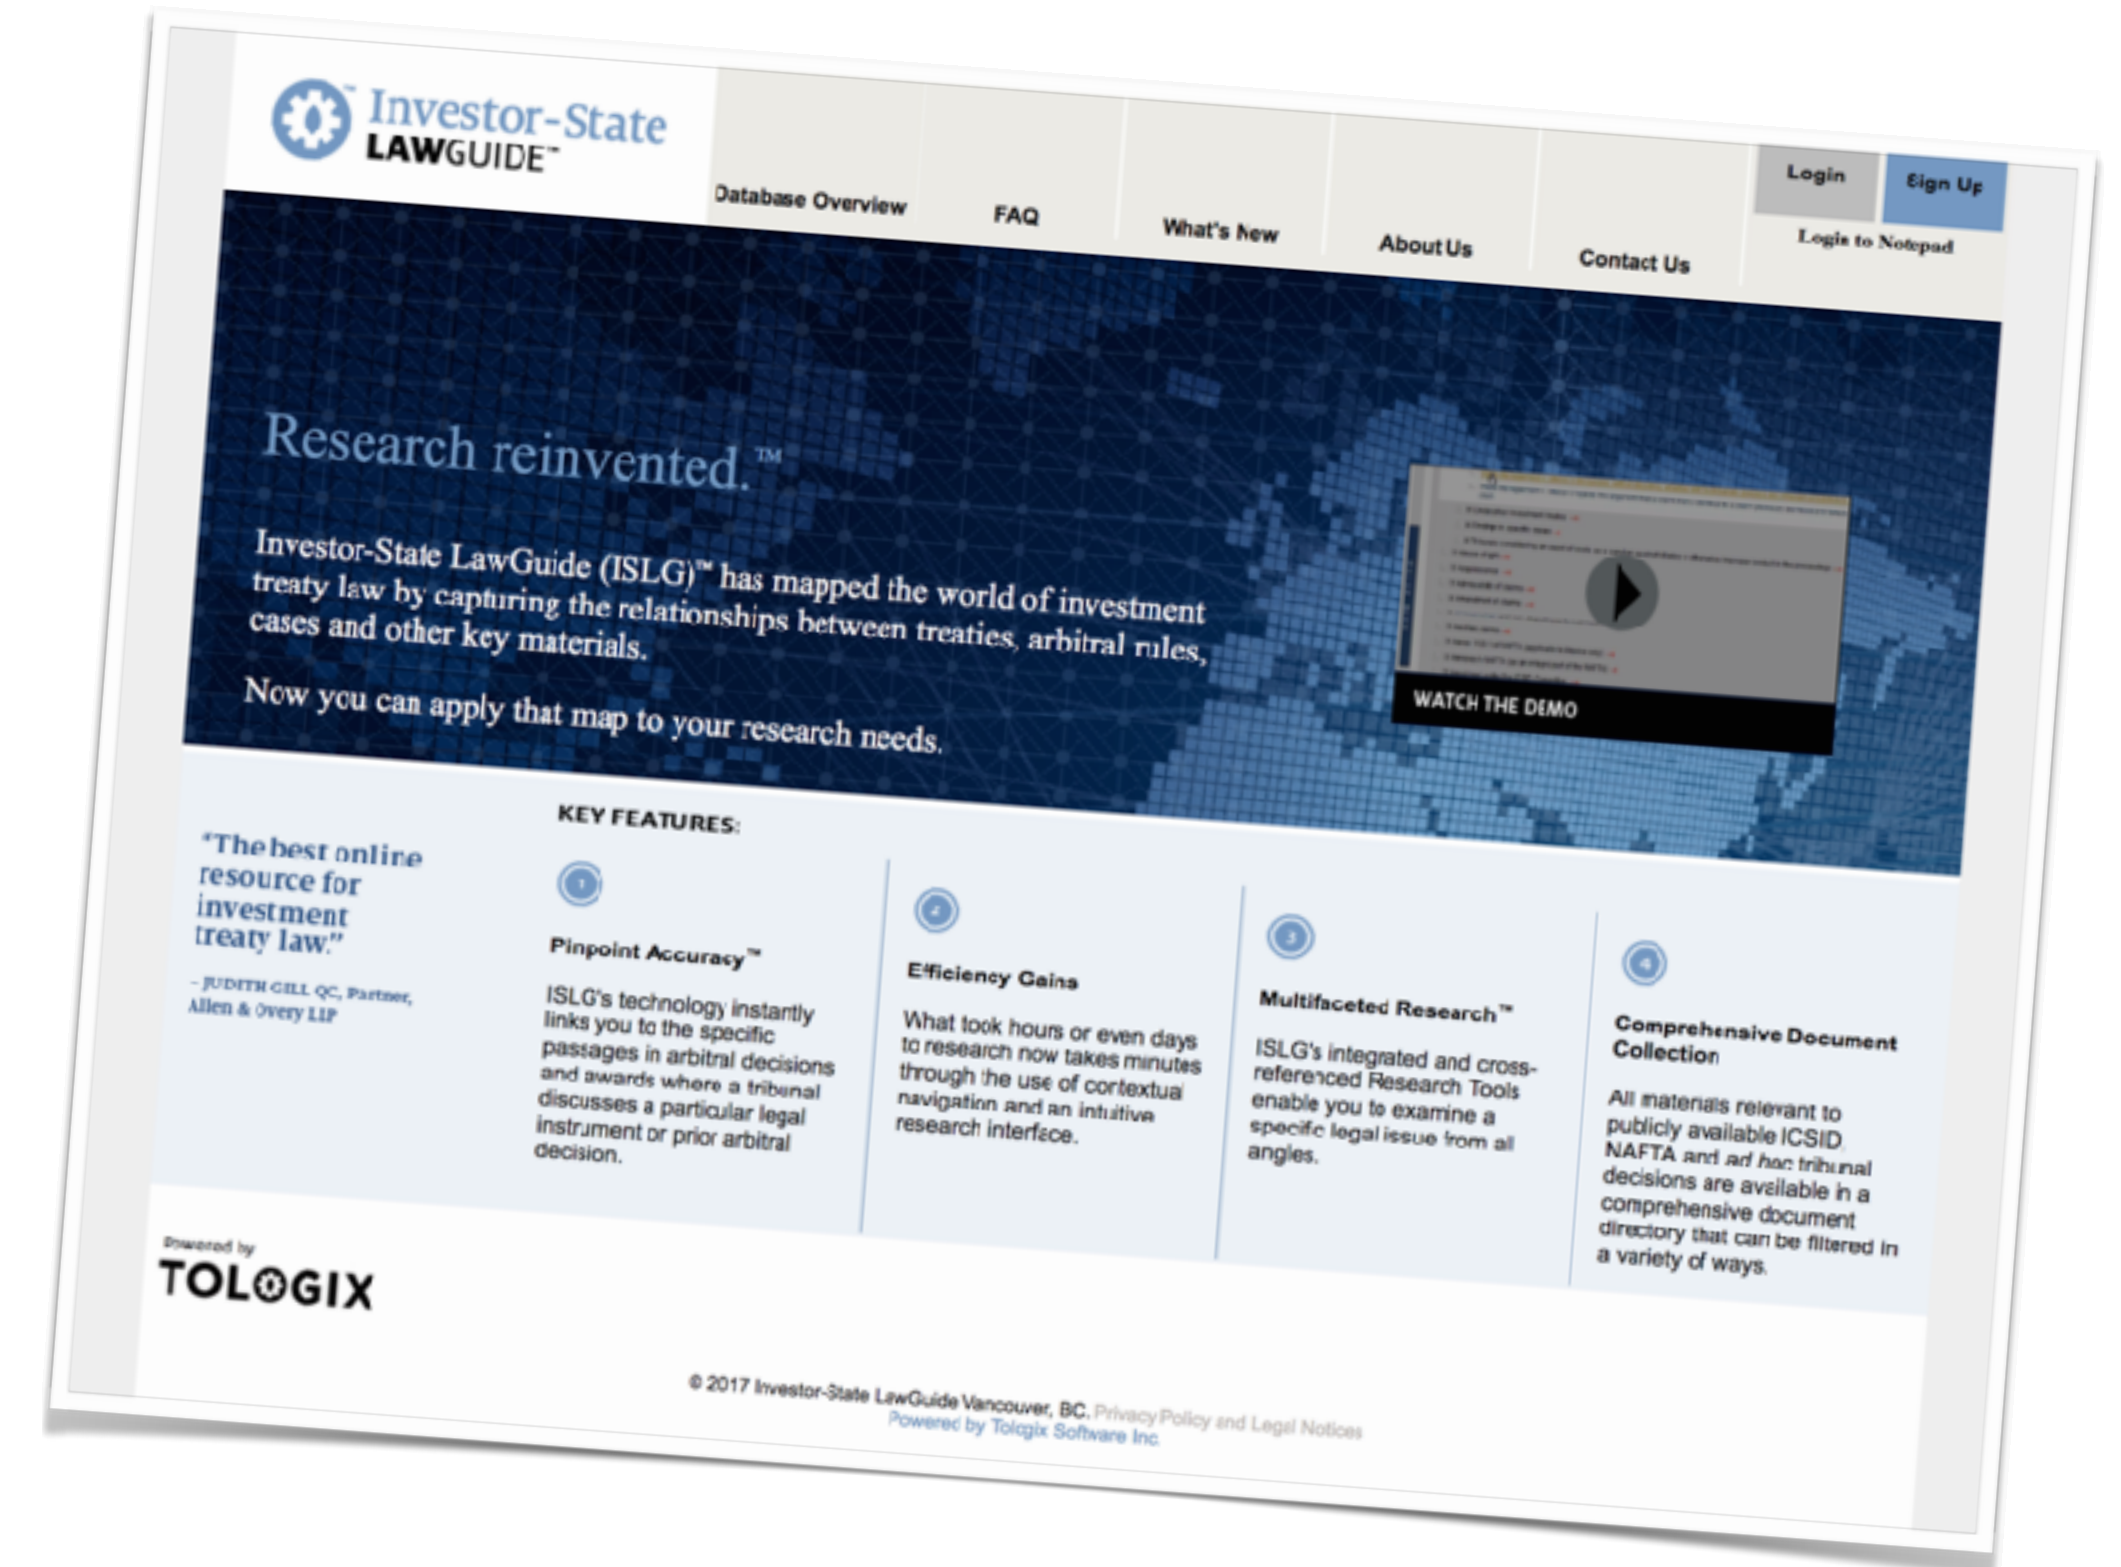 Investor-State
LAWGUIDE™
Database Overview
FAQ
What's New
About Us
Contact Us
Login
Sign Up
Login to Notepad
Research reinvented.™
Investor-State LawGuide (ISLG)™ has mapped the world of investment
treaty law by capturing the relationships between treaties, arbitral rules,
cases and other key materials.
Now you can apply that map to your research needs.
WATCH THE DEMO
"The best online
resource for
investment
treaty law."
– JUDITH GILL QC, Partner,
Allen & Overy LLP
KEY FEATURES:
1
Pinpoint Accuracy™
ISLG's technology instantly
links you to the specific
passages in arbitral decisions
and awards where a tribunal
discusses a particular legal
instrument or prior arbitral
decision.
2
Efficiency Gains
What took hours or even days
to research now takes minutes
through the use of contextual
navigation and an intuitive
research interface.
3
Multifaceted Research™
ISLG's integrated and cross-
referenced Research Tools
enable you to examine a
specific legal issue from all
angles.
4
Comprehensive Document
Collection
All materials relevant to
publicly available ICSID,
NAFTA and ad hoc tribunal
decisions are available in a
comprehensive document
directory that can be filtered in
a variety of ways.
Powered by
TOLOGIX
© 2017 Investor-State LawGuide Vancouver, BC. Privacy Policy and Legal Notices
Powered by Tologix Software Inc.